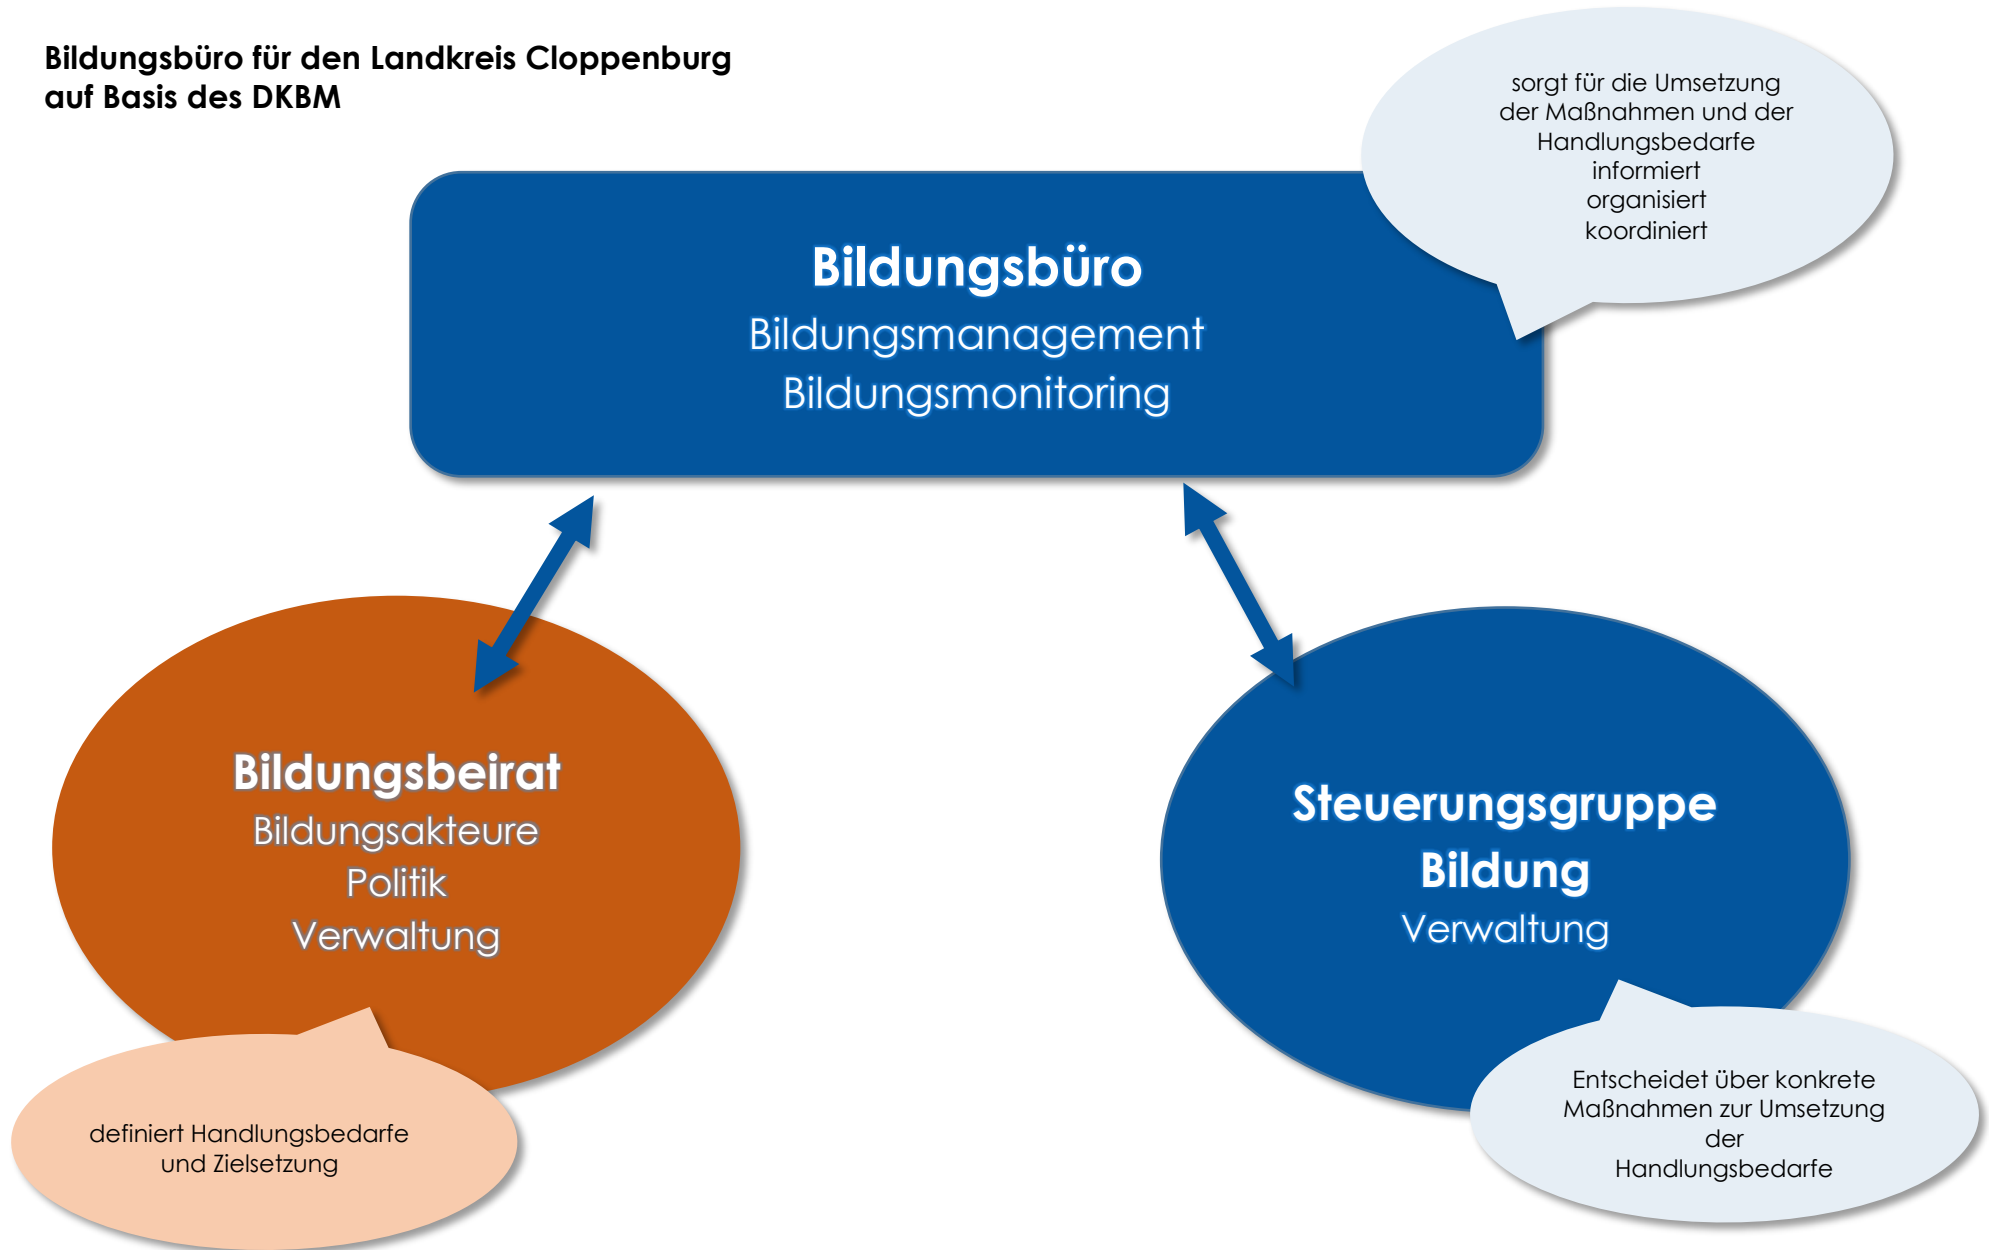 Bildungsbüro für den Landkreis Cloppenburg
auf Basis des DKBM
sorgt für die Umsetzung
der Maßnahmen und der
Handlungsbedarfe
informiert
organisiert
koordiniert
Bildungsbüro
Bildungsmanagement
Bildungsmonitoring
Bildungsbeirat
Bildungsakteure
Politik
Verwaltung
Steuerungsgruppe
Bildung
Verwaltung
definiert Handlungsbedarfe
und Zielsetzung
Entscheidet über konkrete
Maßnahmen zur Umsetzung
der
Handlungsbedarfe